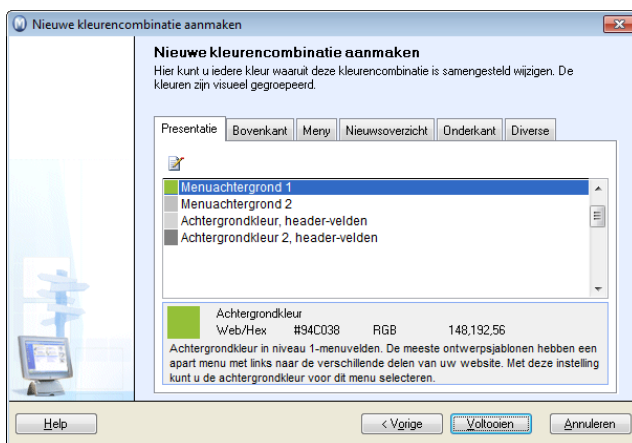 Nieuwe kleurencombinatie aanmaken
Nieuwe kleurencombinatie aanmaken
Hier kunt u iedere kleur waaruit deze kleurencombinatie is samengesteld wijzigen. De
kleuren zijn visueel gegroepeerd.
Presentatie Bovenkant Meny Nieuwsoverzicht Onderkant Diverse
Menuachtergrond 1
Menuachtergrond 2
Achtergrondkleur, header-velden
Achtergrondkleur 2, header-velden
Achtergrondkleur
Web/Hex #94C038 RGB 148,192,56
Achtergrondkleur in niveau 1-menuvelden. De meeste ontwerpsjablonen hebben een
apart menu met links naar de verschillende delen van uw website. Met deze instelling
kunt u de achtergrondkleur voor dit menu selecteren.
Help < Vorige Voltooien Annuleren